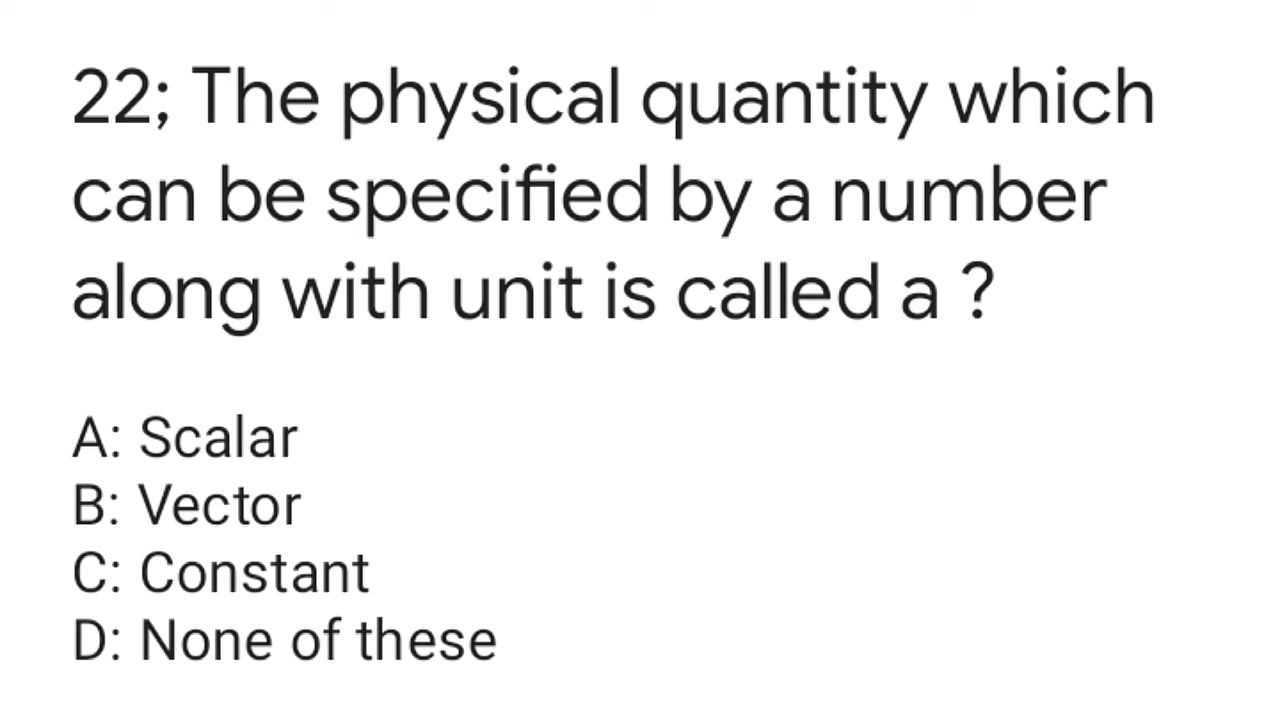 22; The physical quantity which
can be specified by a number
along with unit is called a ?
A: Scalar
B: Vector
C: Constant
D: None of these